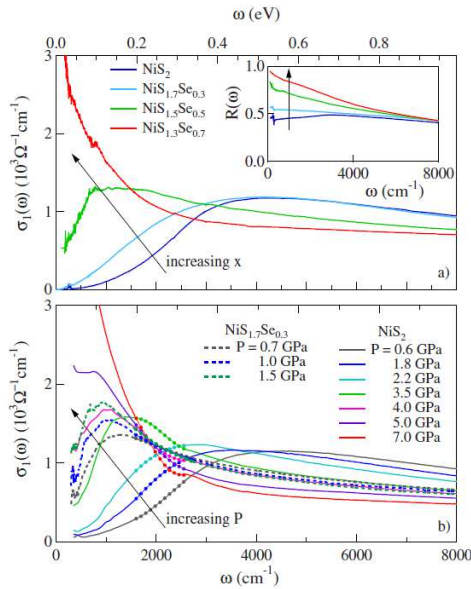 ω (eV)
0.0 0.2 0.4 0.6 0.8
3
2
1
0
σ1(ω) (10³Ω⁻¹cm⁻¹)
NiS2
NiS1.7Se0.3
NiS1.5Se0.5
NiS1.3Se0.7
1.0
0.5
0.0
R(ω)
0 4000 8000
ω (cm⁻¹)
increasing x
a)
3
2
1
0
σ1(ω) (10³Ω⁻¹cm⁻¹)
NiS1.7Se0.3
P = 0.7 GPa
1.0 GPa
1.5 GPa
NiS2
P = 0.6 GPa
1.8 GPa
2.2 GPa
3.5 GPa
4.0 GPa
5.0 GPa
7.0 GPa
increasing P
b)
0 2000 4000 6000 8000
ω (cm⁻¹)